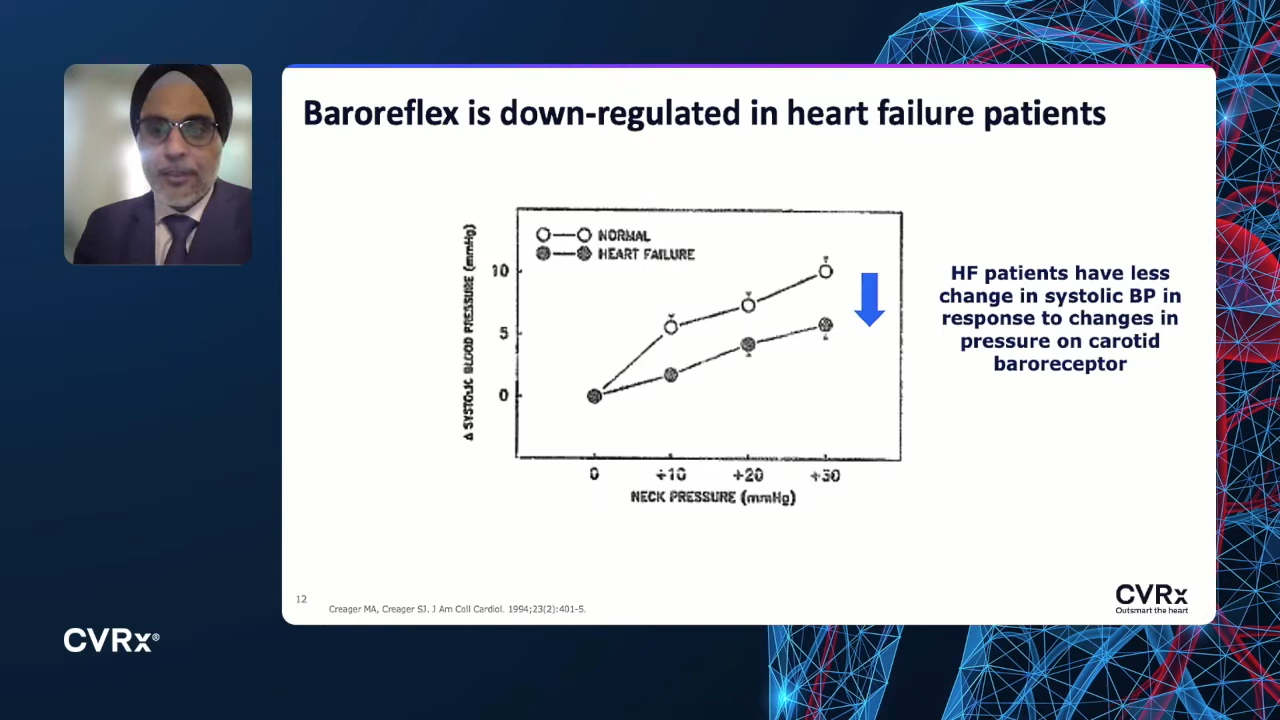 Baroreflex is down-regulated in heart failure patients
NORMAL
HEART FAILURE
Δ SYSTOLIC BLOOD PRESSURE (mmHg)
10
5
0
0 +10 +20 +30
NECK PRESSURE (mmHg)
HF patients have less
change in systolic BP in
response to changes in
pressure on carotid
baroreceptor
12
Creager MA, Creager SJ. J Am Coll Cardiol. 1994;23(2):401-5.
CVRx
Outsmart the heart
CVRx®